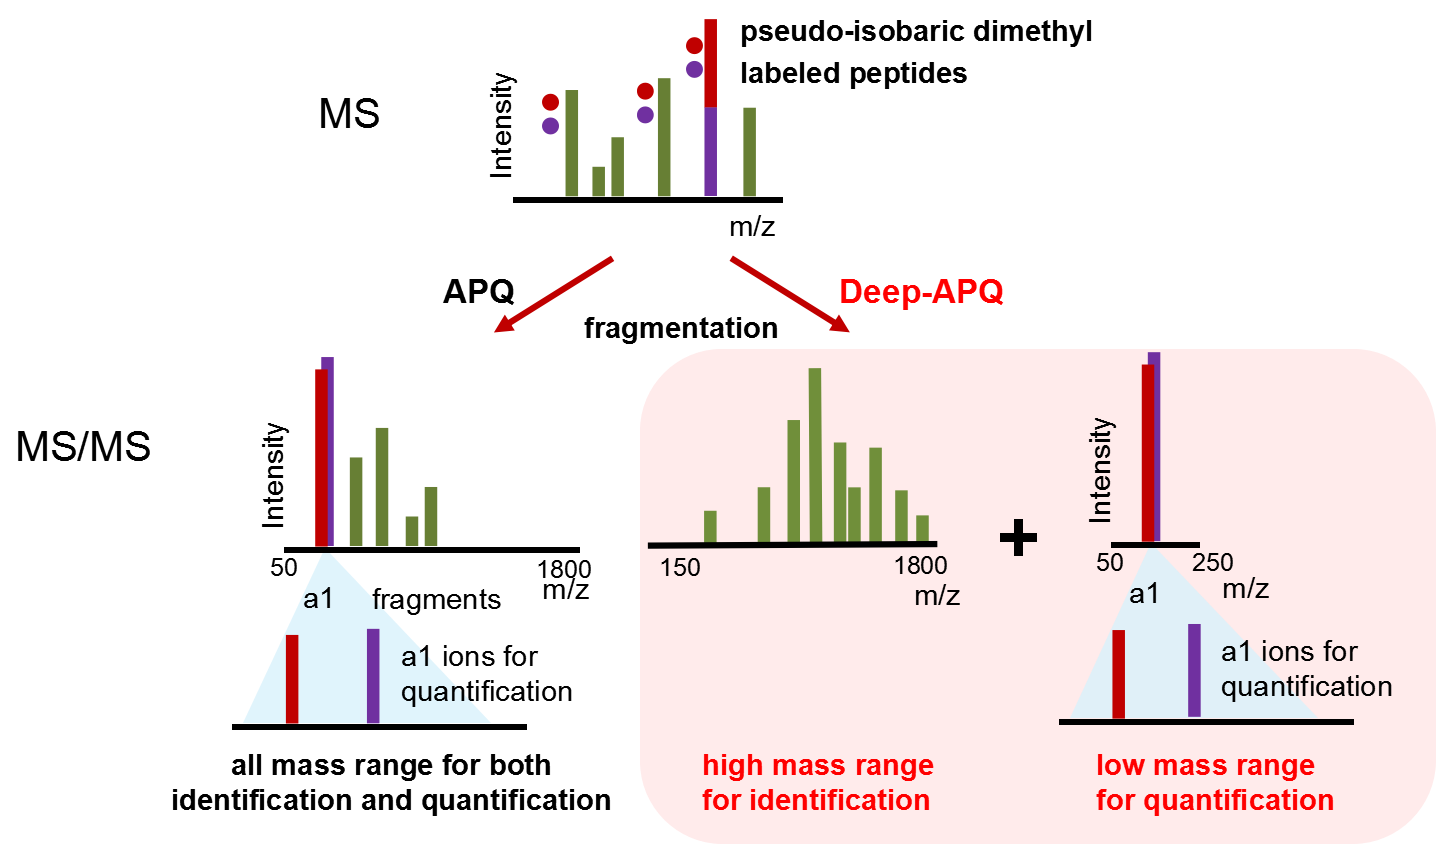 pseudo-isobaric dimethyl
labeled peptides
MS
Intensity
m/z
APQ
Deep-APQ
fragmentation
MS/MS
Intensity
50
1800
m/z
a1
fragments
a1 ions for
quantification
all mass range for both
identification and quantification
150
1800
m/z
high mass range
for identification
+
Intensity
50
250
m/z
a1
a1 ions for
quantification
low mass range
for quantification